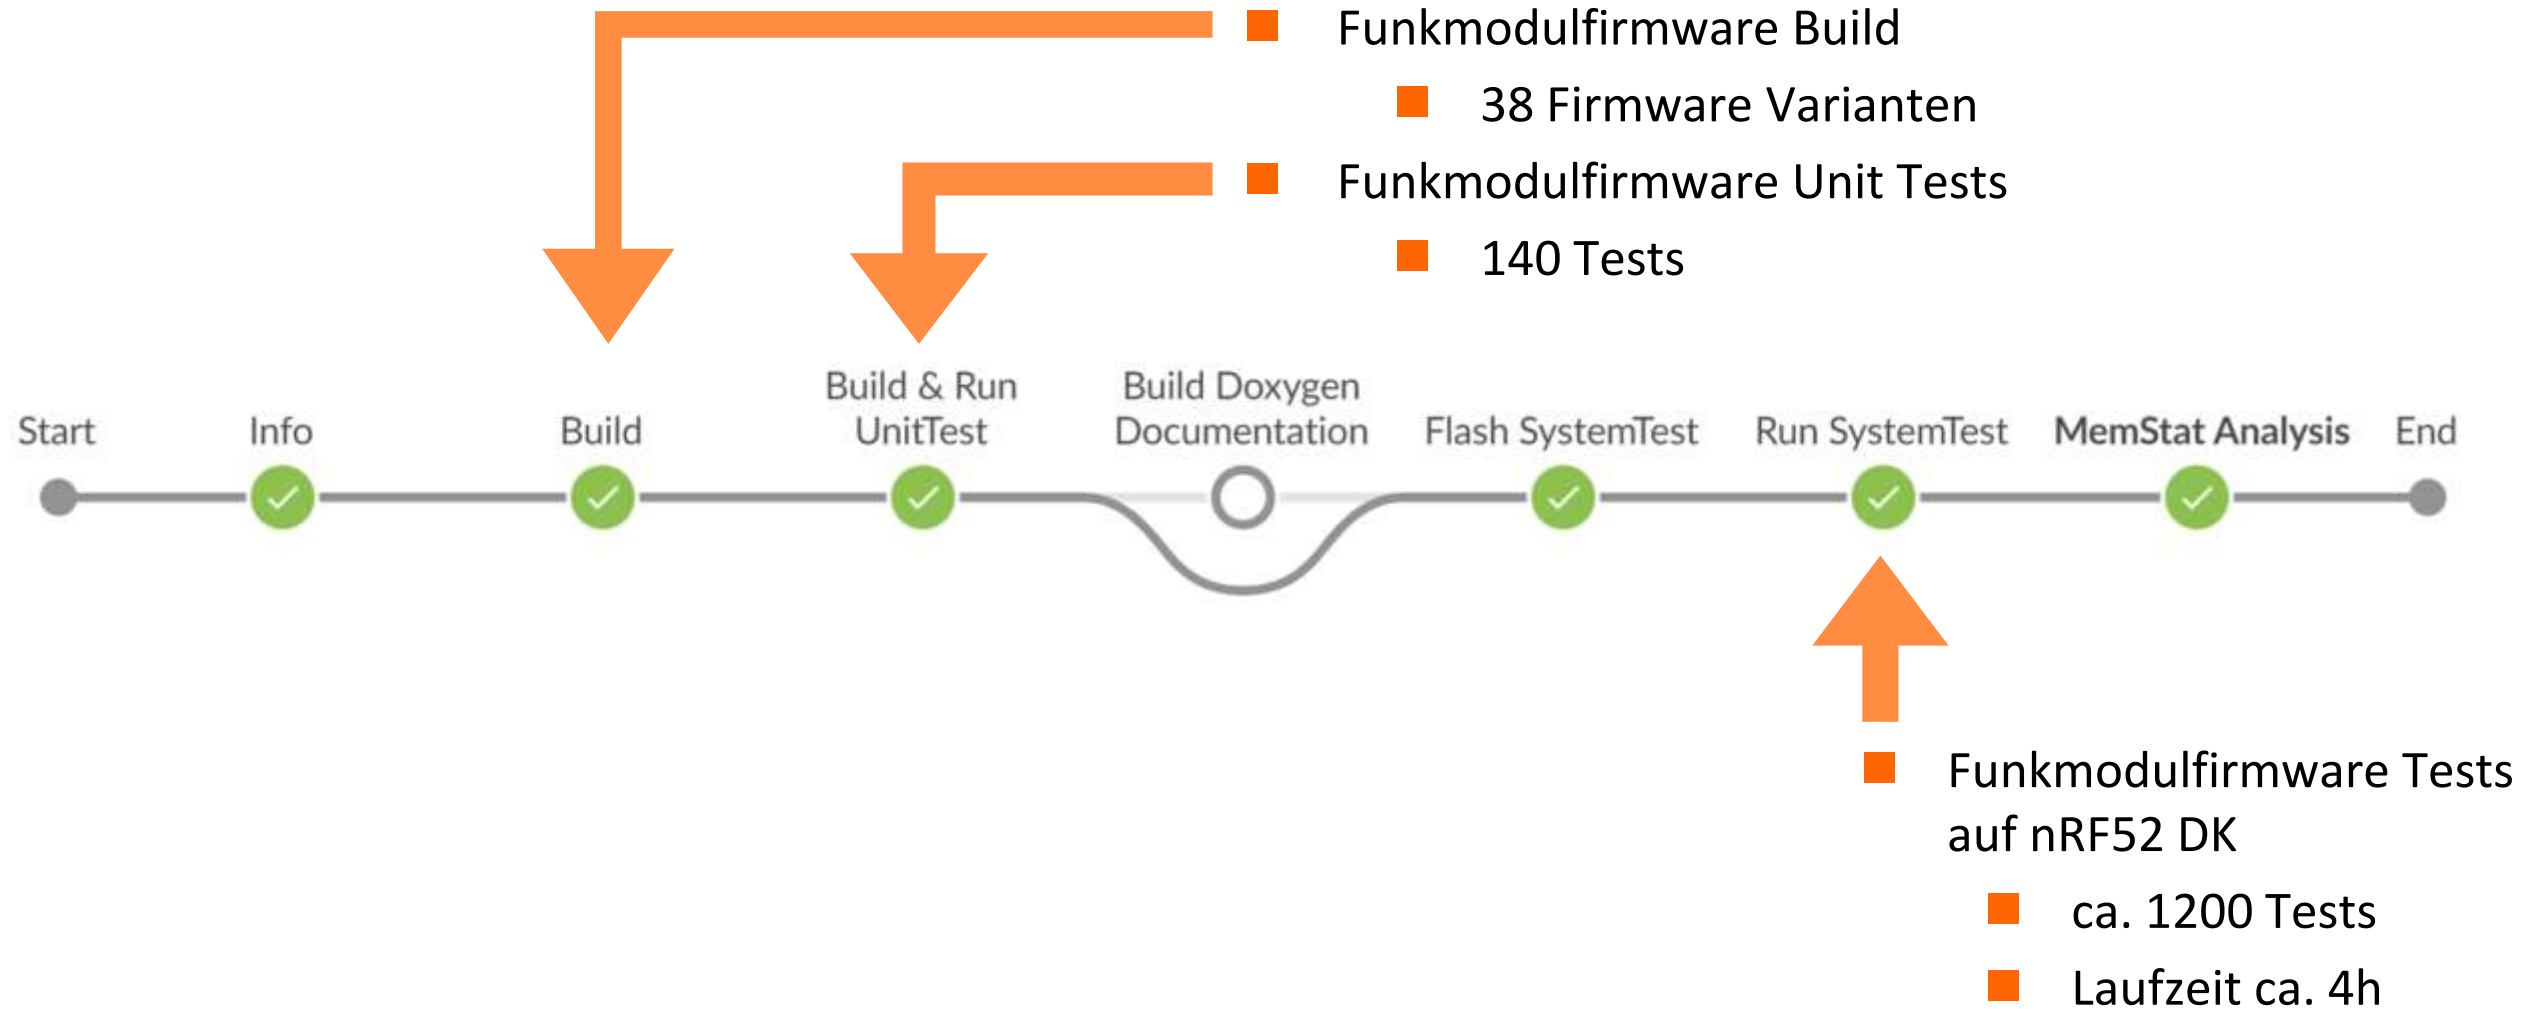 Funkmodulfirmware Build
38 Firmware Varianten
Funkmodulfirmware Unit Tests
140 Tests
Start
Info
Build
Build & Run
UnitTest
Build Doxygen
Documentation
Flash SystemTest
Run SystemTest
MemStat Analysis
End
Funkmodulfirmware Tests
auf nRF52 DK
ca. 1200 Tests
Laufzeit ca. 4h